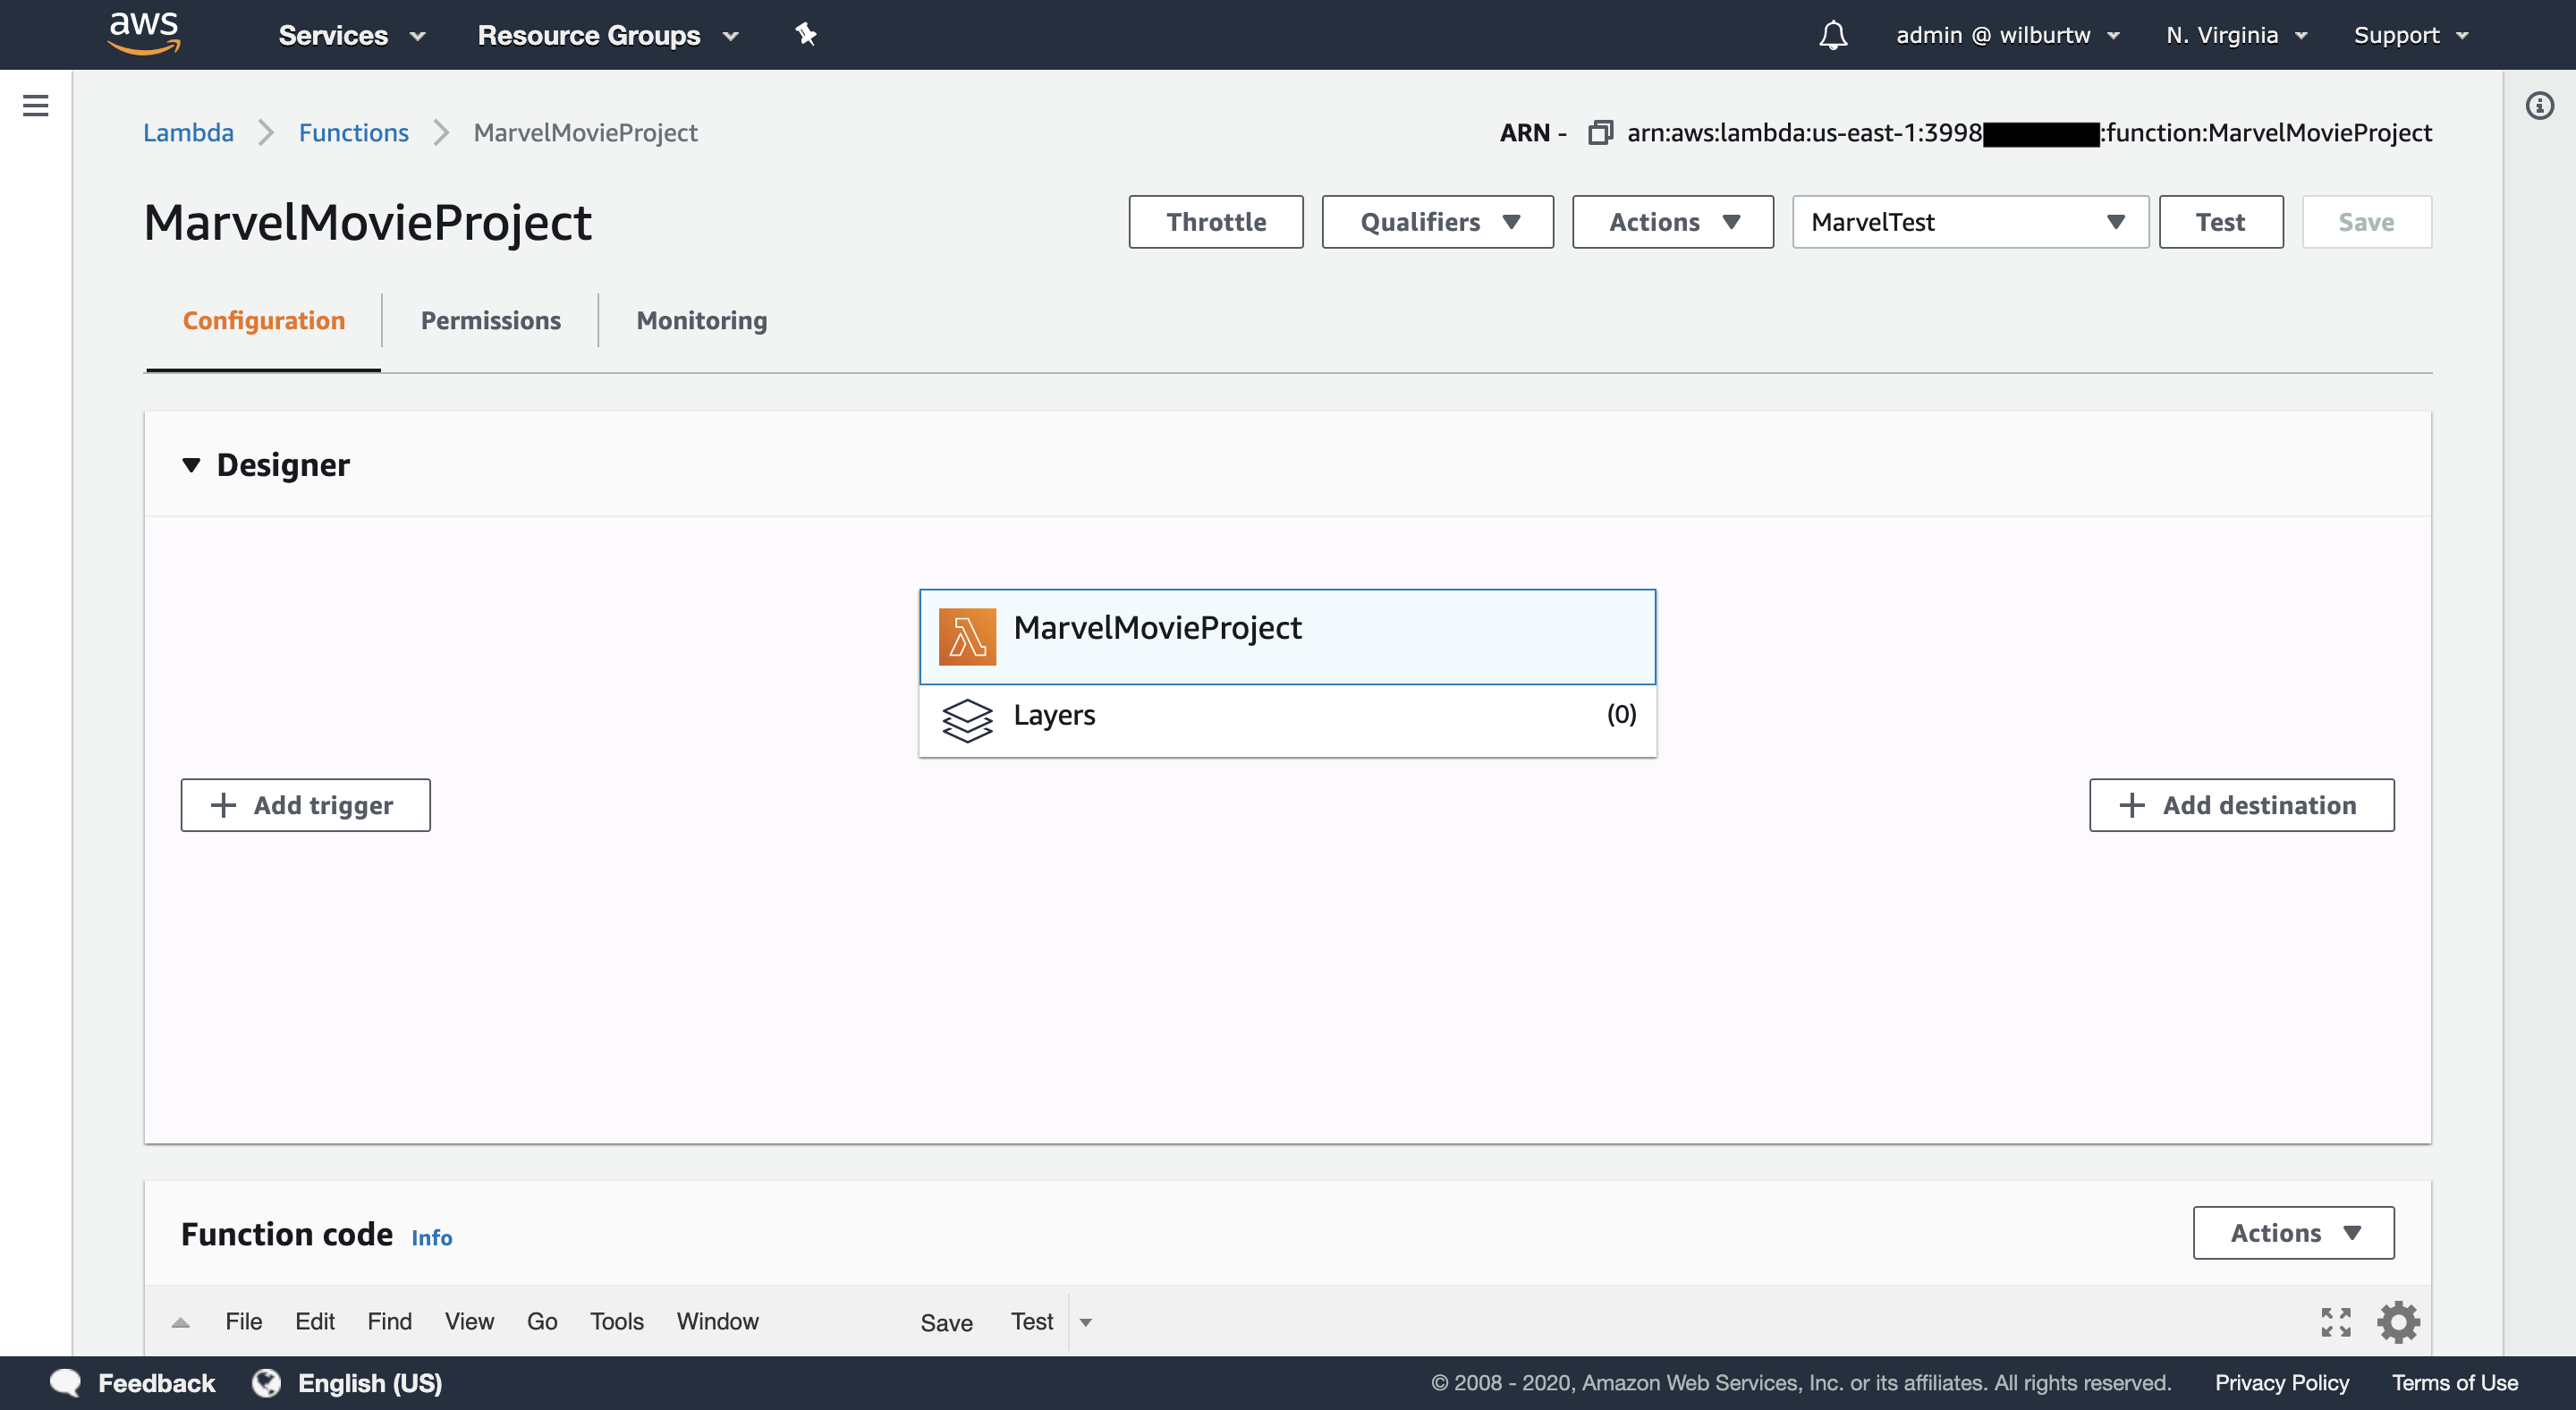 aws Services Resource Groups admin @ wilburtw N. Virginia Support
Lambda Functions MarvelMovieProject ARN - arn:aws:lambda:us-east-1:3998 :function:MarvelMovieProject
MarvelMovieProject Throttle Qualifiers Actions MarvelTest Test Save
Configuration Permissions Monitoring
Designer
MarvelMovieProject
Layers (0)
+ Add trigger + Add destination
Function code Info Actions
File Edit Find View Go Tools Window Save Test
Feedback English (US) © 2008 - 2020, Amazon Web Services, Inc. or its affiliates. All rights reserved. Privacy Policy Terms of Use